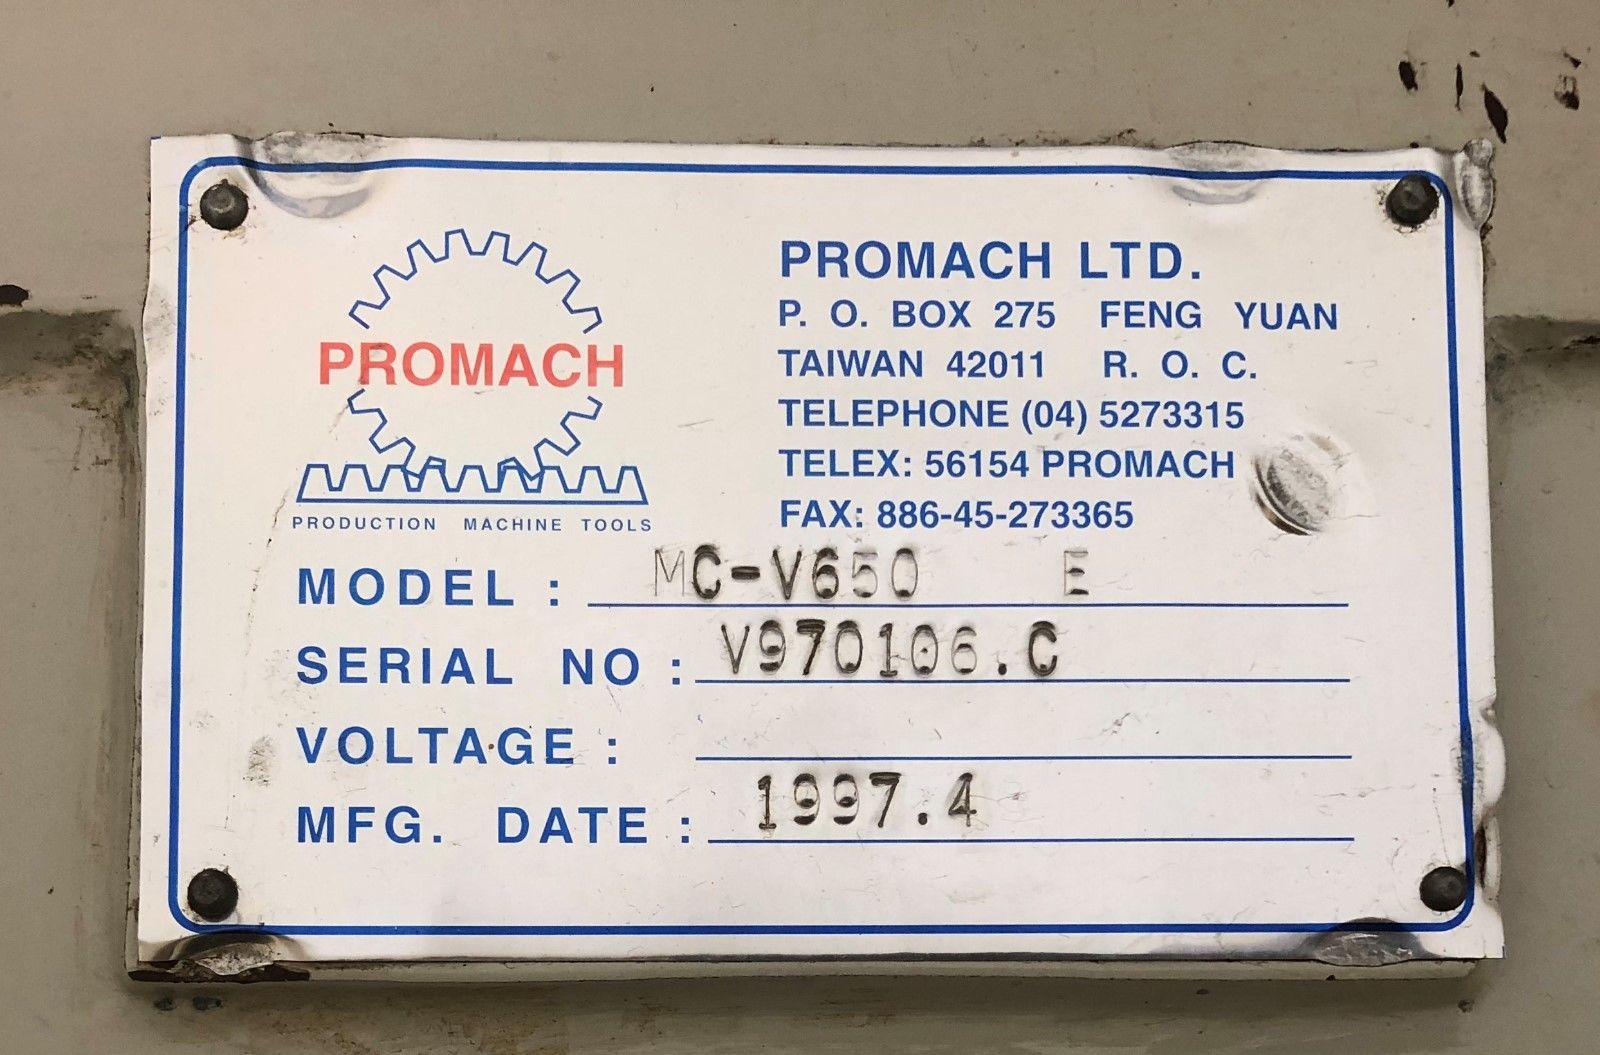 PROMACH
PRODUCTION MACHINE TOOLS
PROMACH LTD.
P. O. BOX 275 FENG YUAN
TAIWAN 42011 R. O. C.
TELEPHONE (04) 5273315
TELEX: 56154 PROMACH
FAX: 886-45-273365
MODEL : MC-V650 E
SERIAL NO : V970106.C
VOLTAGE :
MFG. DATE : 1997.4